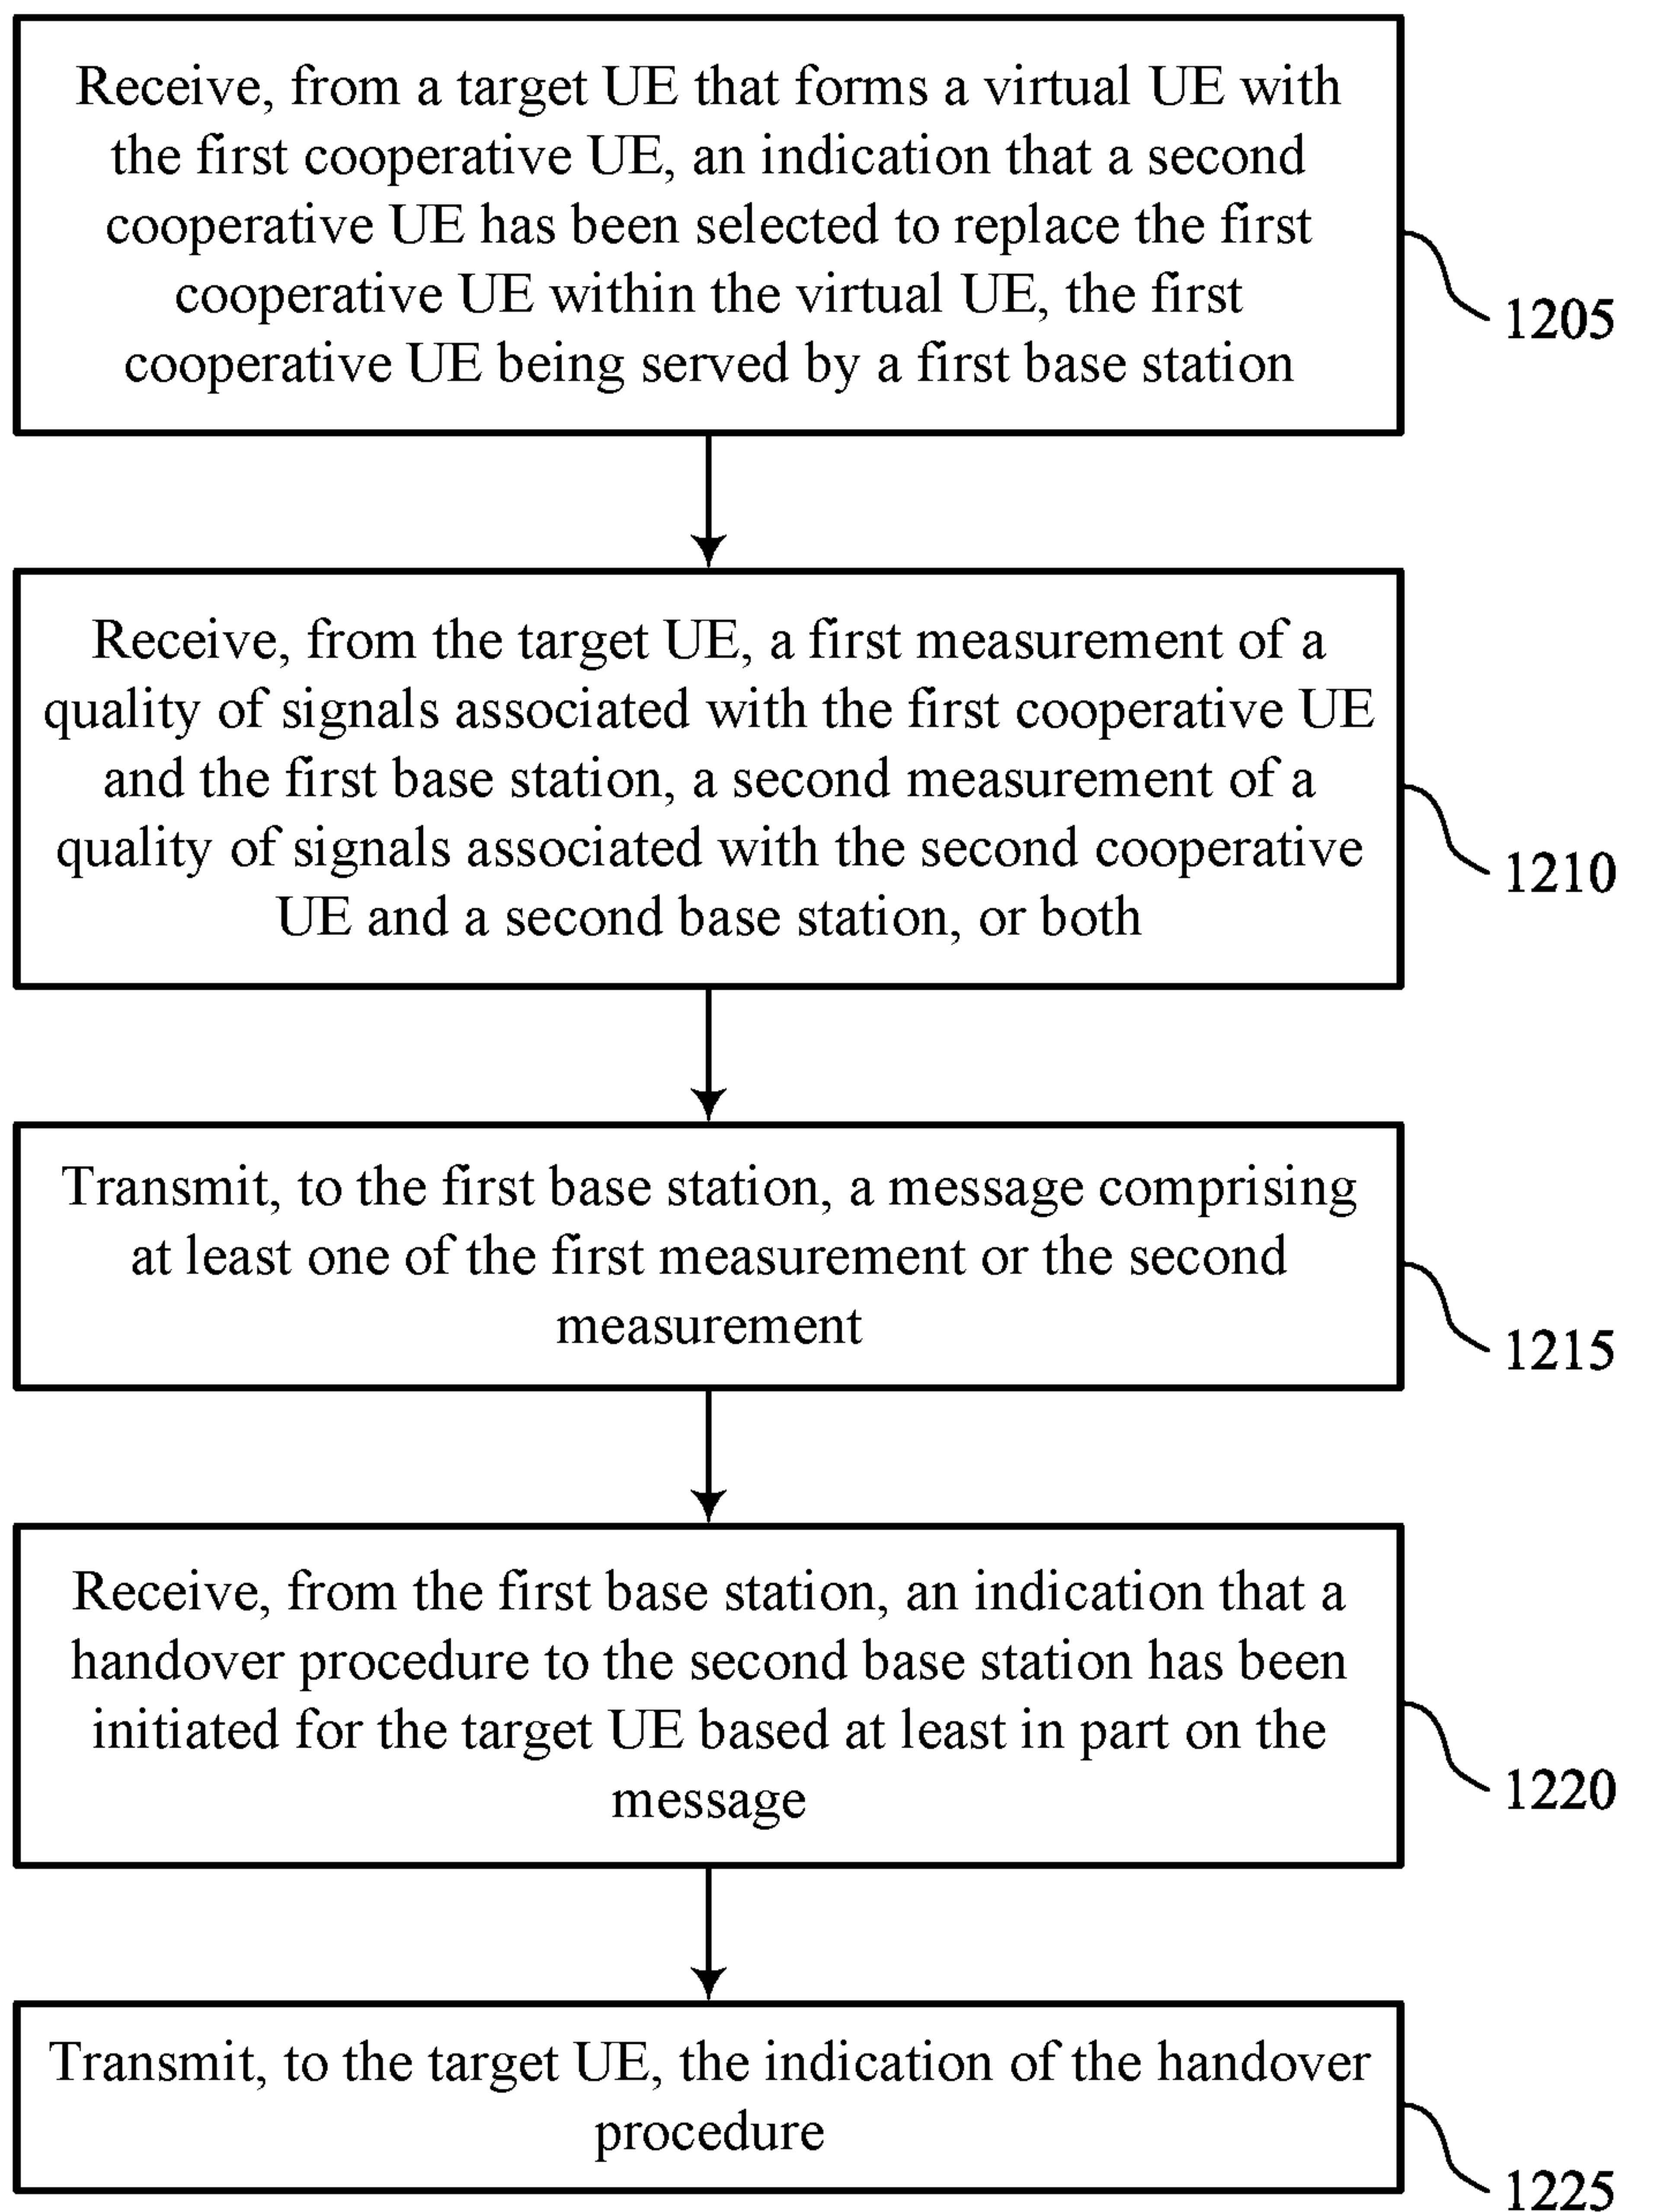 Receive, from a target UE that forms a virtual UE with
the first cooperative UE, an indication that a second
cooperative UE has been selected to replace the first
cooperative UE within the virtual UE, the first
cooperative UE being served by a first base station
1205
Receive, from the target UE, a first measurement of a
quality of signals associated with the first cooperative UE
and the first base station, a second measurement of a
quality of signals associated with the second cooperative
UE and a second base station, or both
1210
Transmit, to the first base station, a message comprising
at least one of the first measurement or the second
measurement
1215
Receive, from the first base station, an indication that a
handover procedure to the second base station has been
initiated for the target UE based at least in part on the
message
1220
Transmit, to the target UE, the indication of the handover
procedure
1225